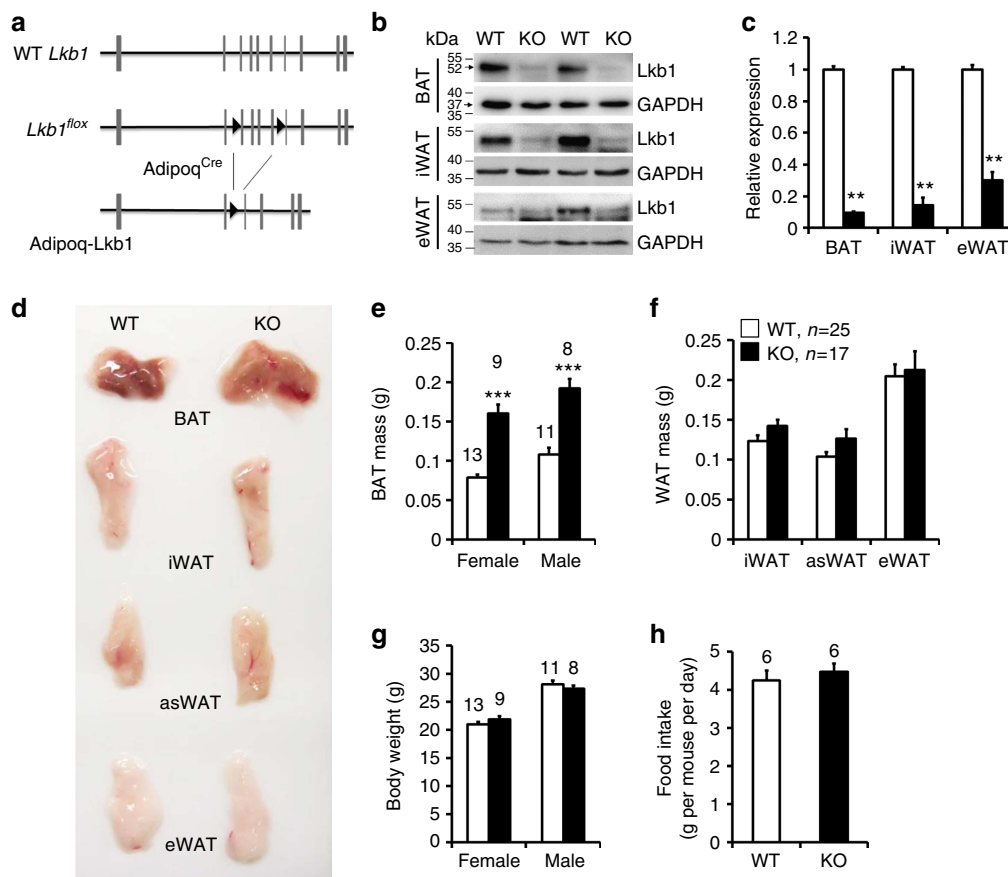 a
WT Lkb1
Lkb1flox
AdipoqCre
Adipoq-Lkb1
b
kDa WT KO WT KO
BAT
55
52
Lkb1
40
37
35
GAPDH
iWAT
55
Lkb1
40
35
GAPDH
eWAT
55
Lkb1
40
35
GAPDH
c
Relative expression
1.2
1
0.8
0.6
0.4
0.2
0
** ** **
BAT iWAT eWAT
d
WT KO
BAT
iWAT
asWAT
eWAT
e
BAT mass (g)
0.25
0.2
0.15
0.1
0.05
0
13 9 *** 11 8 ***
Female Male
f
WT, n=25
KO, n=17
WAT mass (g)
0.25
0.2
0.15
0.1
0.05
0
iWAT asWAT eWAT
g
Body weight (g)
35
30
25
20
15
10
5
0
13 9 11 8
Female Male
h
Food intake
(g per mouse per day)
5
4
3
2
1
0
6 6
WT KO